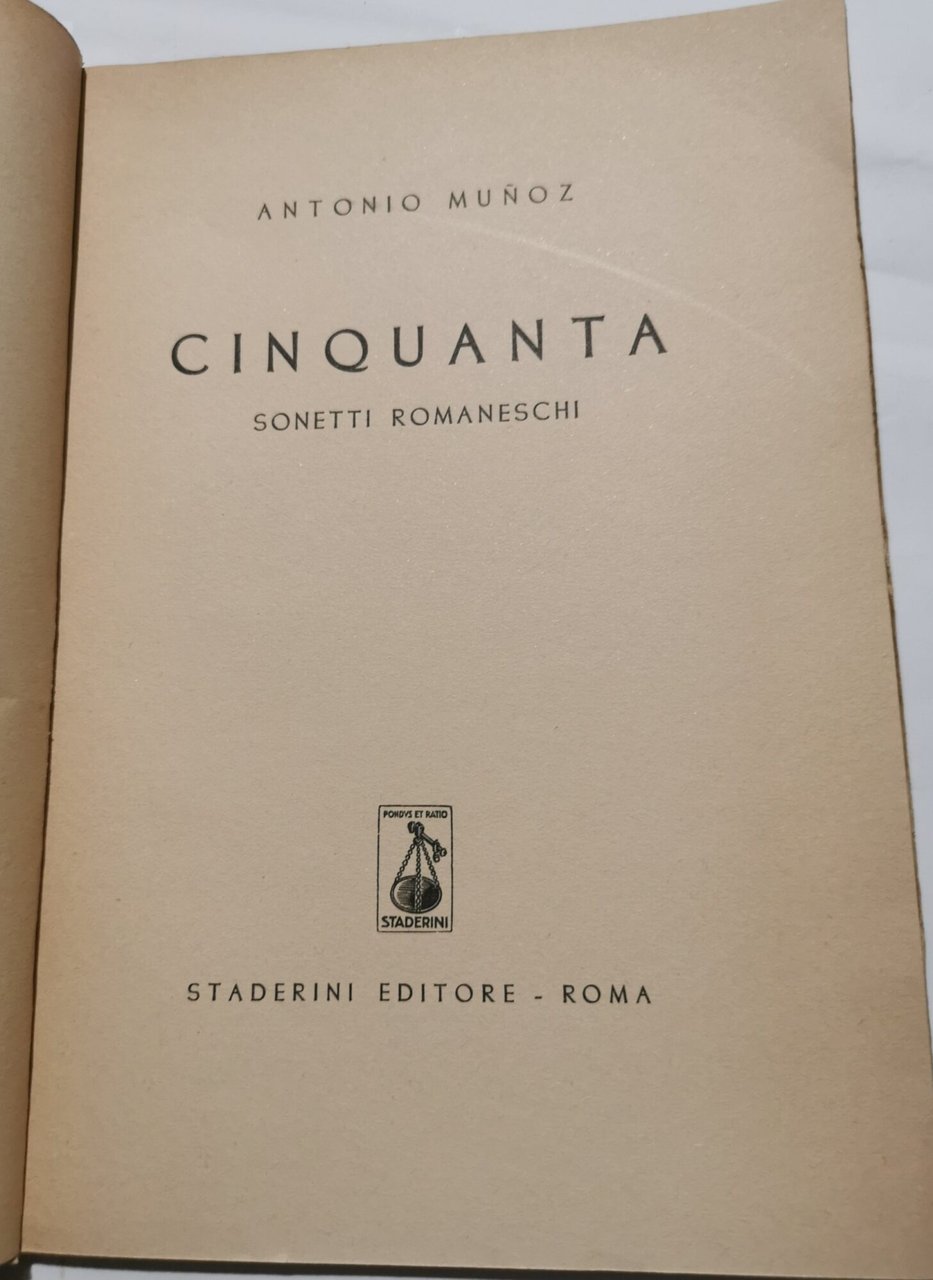 ANTONIO MUÑOZ
CINQUANTA
SONETTI ROMANESCHI
PONDVS ET RATIO
STADERINI
STADERINI EDITORE - ROMA